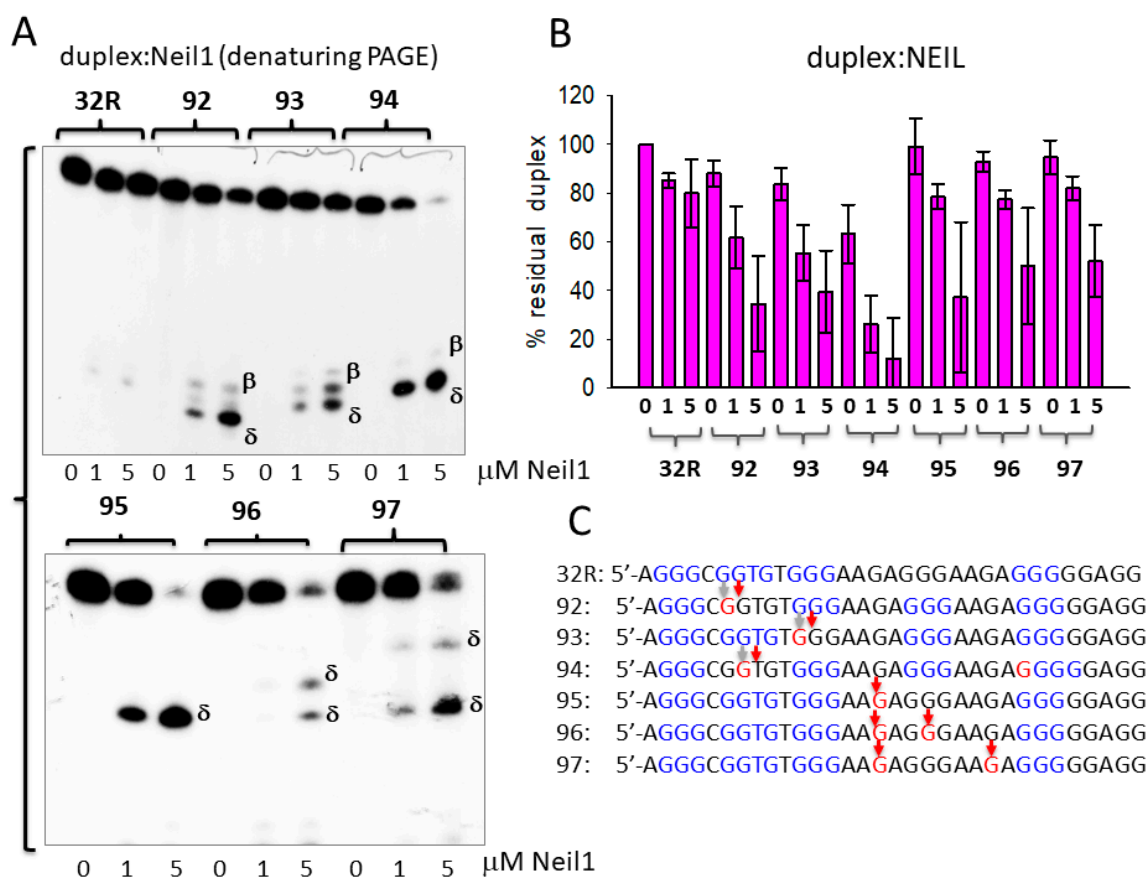 A
duplex:Neil1 (denaturing PAGE)
32R 92 93 94
β β β
δ δ δ
0 1 5 0 1 5 0 1 5 0 1 5 μM Neil1
95 96 97
δ δ δ
δ δ
0 1 5 0 1 5 0 1 5 μM Neil1
B
duplex:NEIL
% residual duplex
120
100
80
60
40
20
0
0 1 5 0 1 5 0 1 5 0 1 5 0 1 5 0 1 5 0 1 5
32R 92 93 94 95 96 97
C
32R: 5’-AGGGCGGTGTGGGAAGAGGGAAGAGGGGGAGG
92: 5’-AGGGCGGTGTGGGAAGAGGGAAGAGGGGGAGG
93: 5’-AGGGCGGTGTGGGAAGAGGGAAGAGGGGGAGG
94: 5’-AGGGCGGTGTGGGAAGAGGGAAGAGGGGGAGG
95: 5’-AGGGCGGTGTGGGAAGAGGGAAGAGGGGGAGG
96: 5’-AGGGCGGTGTGGGAAGAGGGAAGAGGGGGAGG
97: 5’-AGGGCGGTGTGGGAAGAGGGAAGAGGGGGAGG